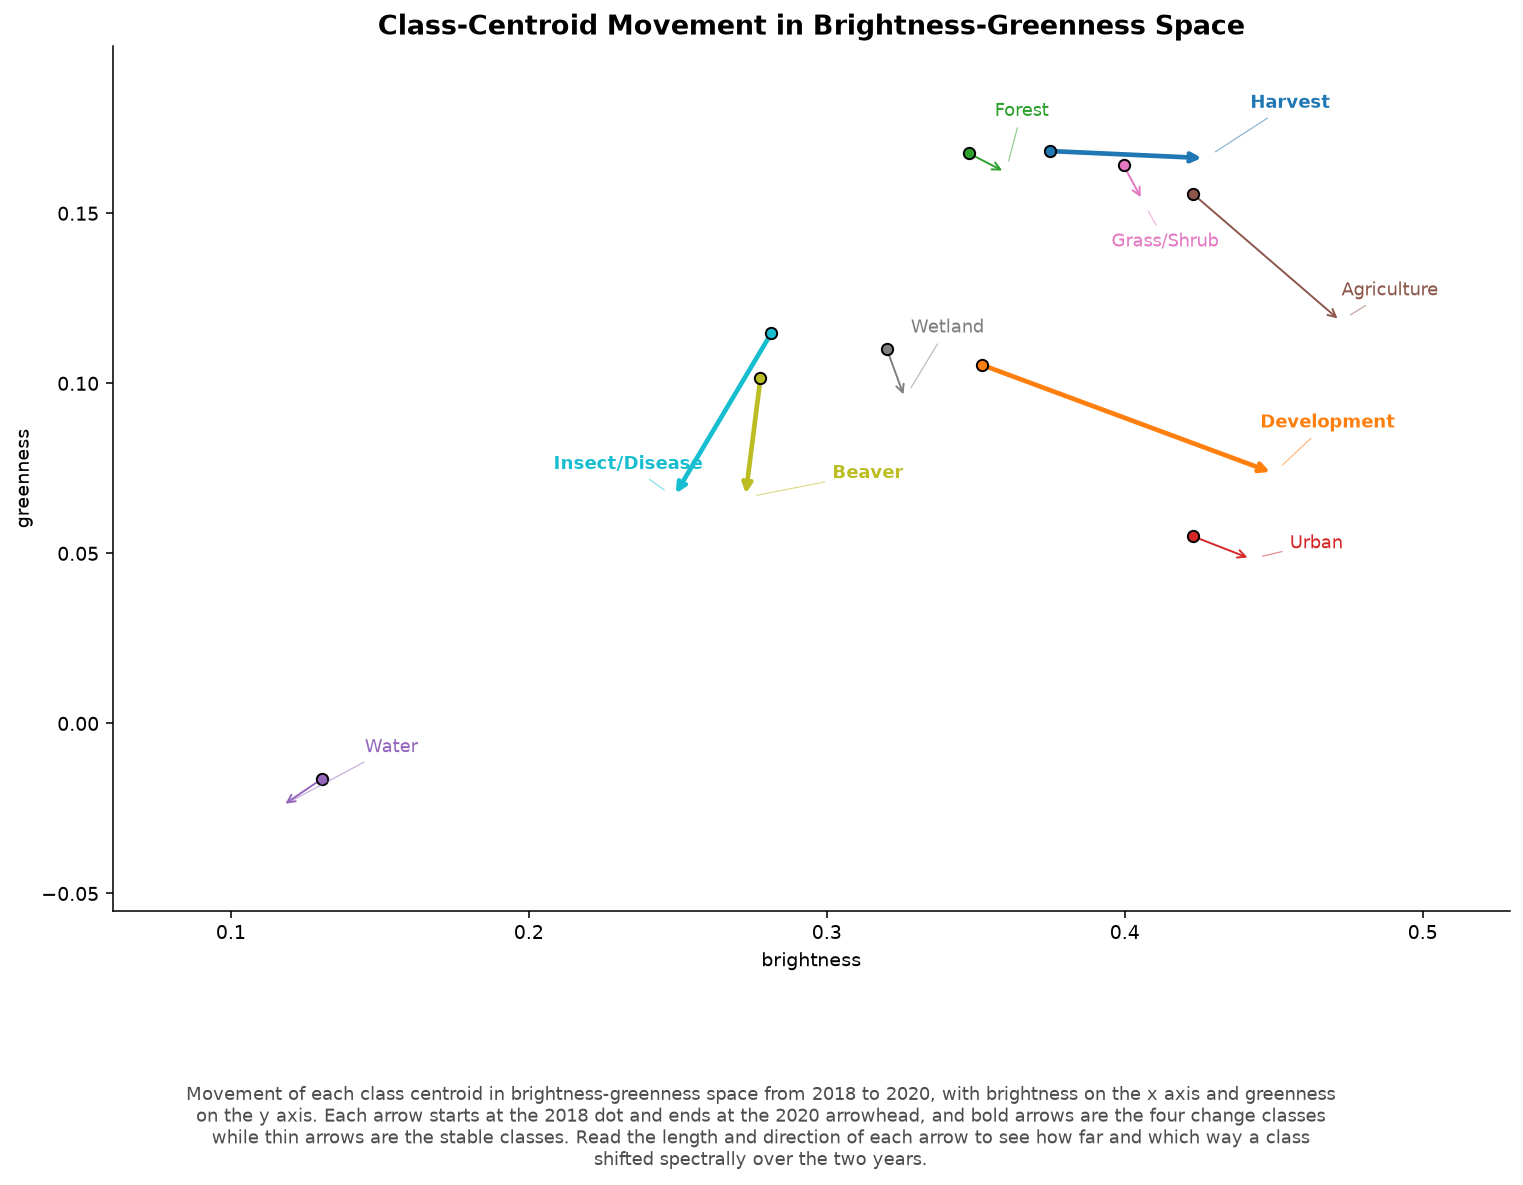 Class-Centroid Movement in Brightness-Greenness Space
Forest
Harvest
Grass/Shrub
Agriculture
Wetland
Development
Insect/Disease
Beaver
Urban
Water
greenness
0.15
0.10
0.05
0.00
−0.05
0.1 0.2 0.3 0.4 0.5
brightness
Movement of each class centroid in brightness-greenness space from 2018 to 2020, with brightness on the x axis and greenness
on the y axis. Each arrow starts at the 2018 dot and ends at the 2020 arrowhead, and bold arrows are the four change classes
while thin arrows are the stable classes. Read the length and direction of each arrow to see how far and which way a class
shifted spectrally over the two years.